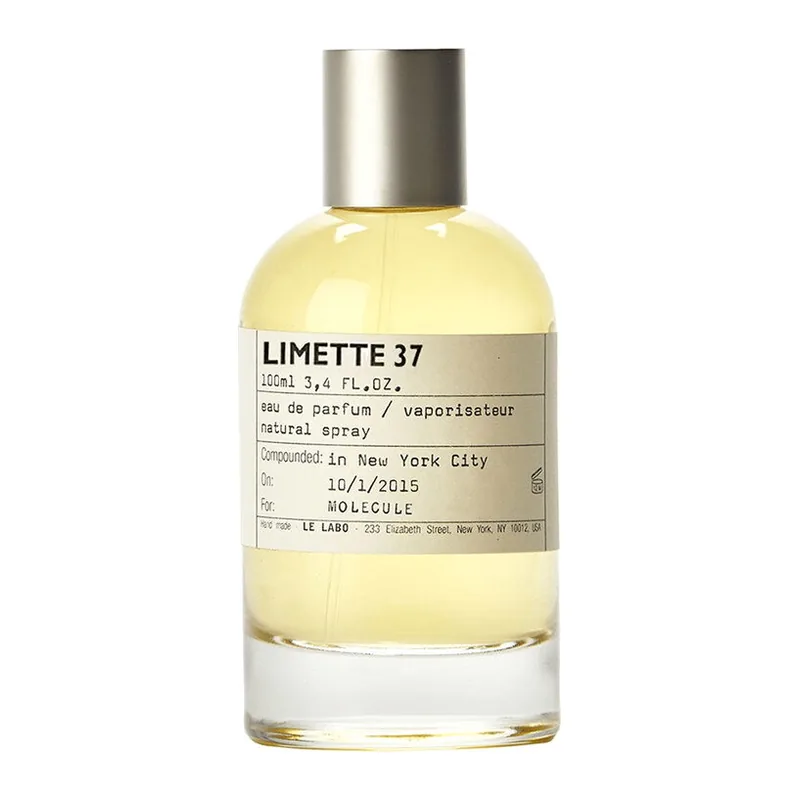 LIMETTE 37
100ml 3,4 FL.OZ.
eau de parfum / vaporisateur
natural spray
Compounded: in New York City
On: 10/1/2015
For: MOLECULE
Hand made · LE LABO · 233 Elizabeth Street, New York, NY 10012, USA